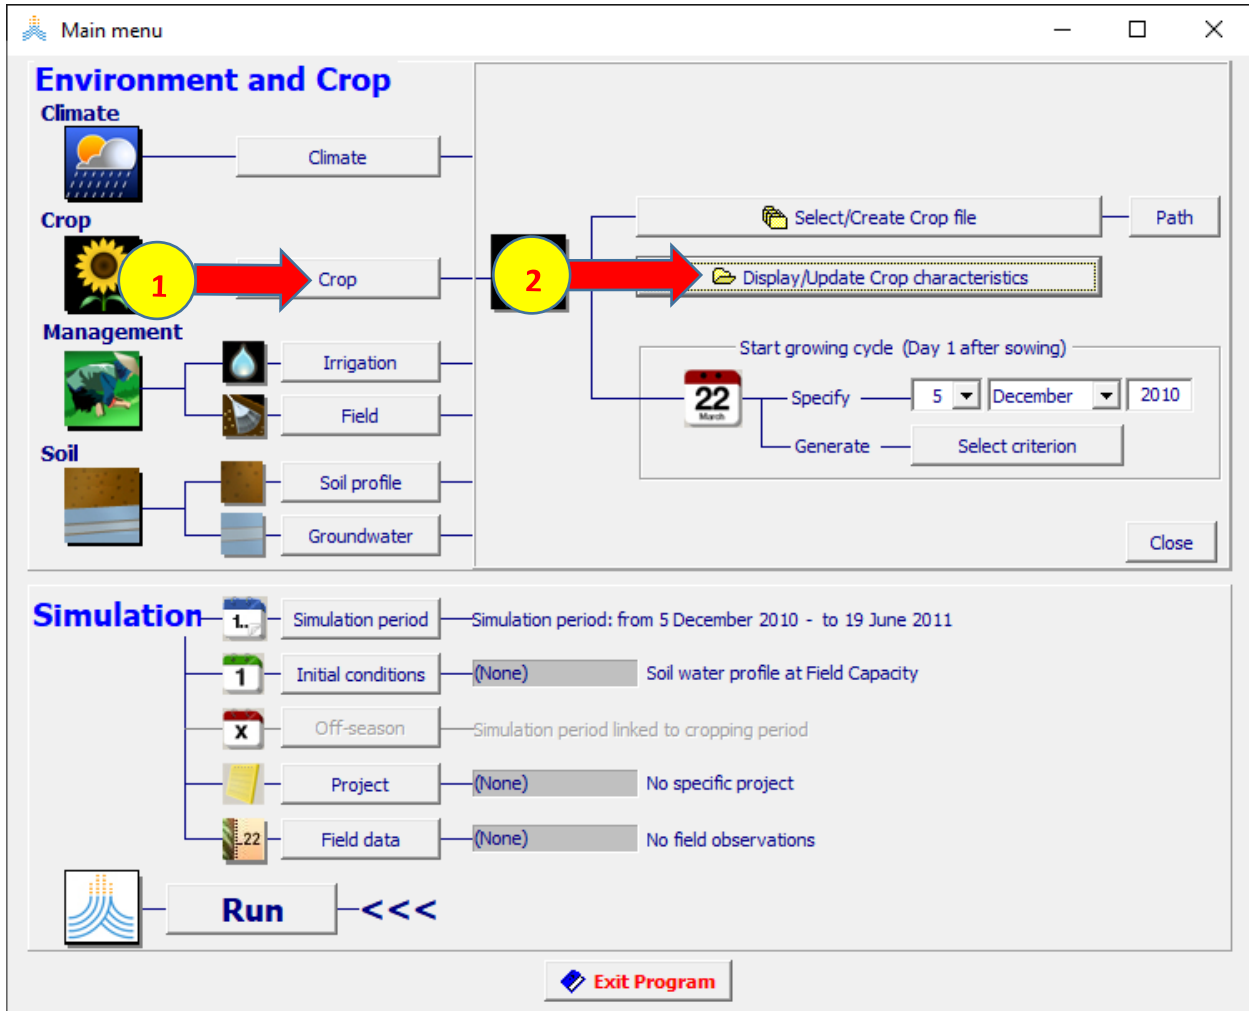 Main menu
Environment and Crop
Climate
Climate
Crop
Select/Create Crop file
Path
1
Crop
2
Display/Update Crop characteristics
Management
Irrigation
Field
Start growing cycle (Day 1 after sowing)
22
March
Specify
5
December
2010
Generate
Select criterion
Soil
Soil profile
Groundwater
Close
Simulation
1..
Simulation period
Simulation period: from 5 December 2010 - to 19 June 2011
1
Initial conditions
(None)
Soil water profile at Field Capacity
X
Off-season
Simulation period linked to cropping period
Project
(None)
No specific project
..22
Field data
(None)
No field observations
Run
<<<
Exit Program